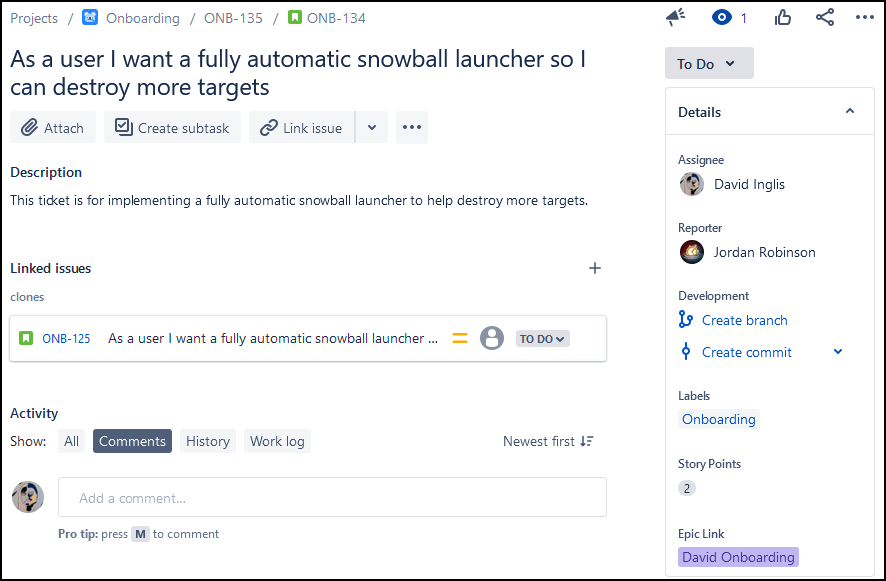 Projects / Onboarding / ONB-135 / ONB-134
1
As a user I want a fully automatic snowball launcher so I
can destroy more targets
Attach
Create subtask
Link issue
Description
This ticket is for implementing a fully automatic snowball launcher to help destroy more targets.
Linked issues
clones
ONB-125 As a user I want a fully automatic snowball launcher ... TO DO
Activity
Show: All Comments History Work log Newest first
Add a comment...
Pro tip: press M to comment
To Do
Details
Assignee
David Inglis
Reporter
Jordan Robinson
Development
Create branch
Create commit
Labels
Onboarding
Story Points
2
Epic Link
David Onboarding